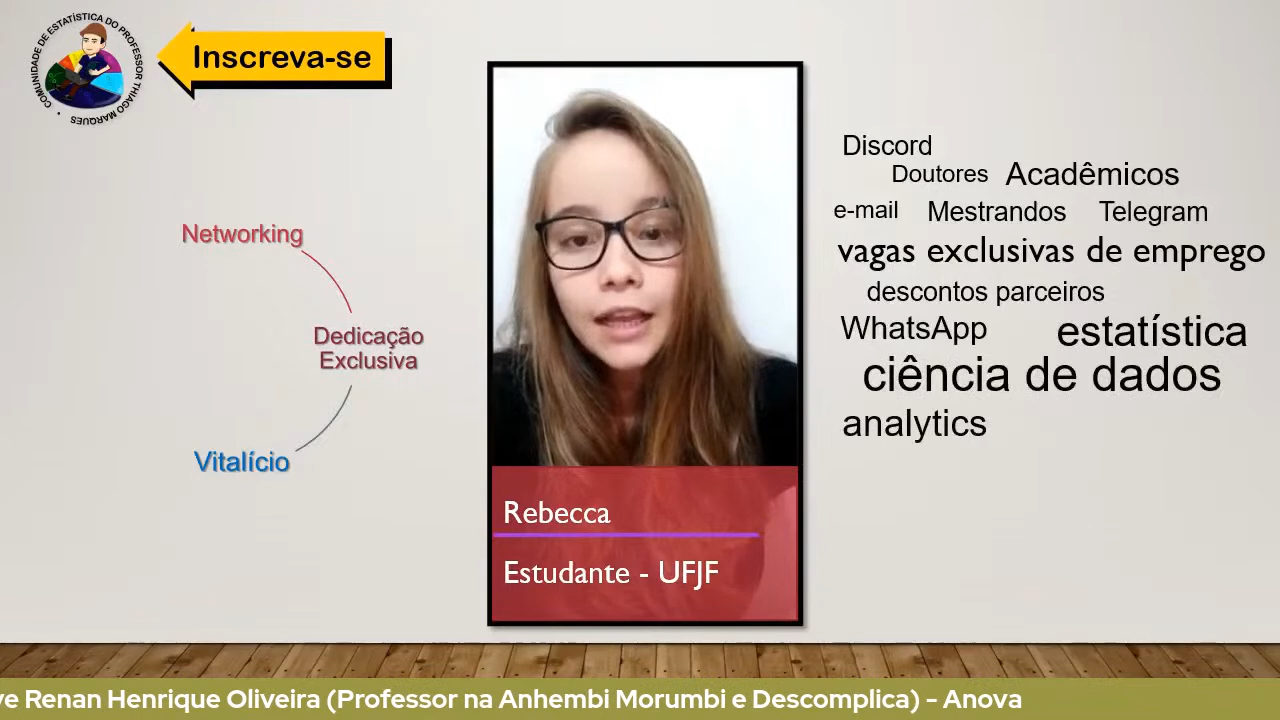 COMUNIDADE DE ESTATÍSTICA DO PROFESSOR THIAGO MARQUES
Inscreva-se
Networking
Dedicação
Exclusiva
Vitalício
Rebecca
Estudante - UFJF
Discord
Doutores Acadêmicos
e-mail Mestrandos Telegram
vagas exclusivas de emprego
descontos parceiros
WhatsApp estatística
ciência de dados
analytics
Renan Henrique Oliveira (Professor na Anhembi Morumbi e Descomplica) - Anova